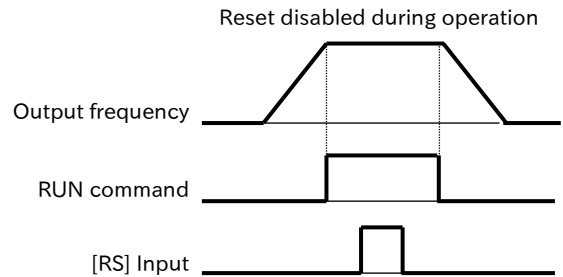 Reset disabled during operation
Output frequency
RUN command
[RS] Input